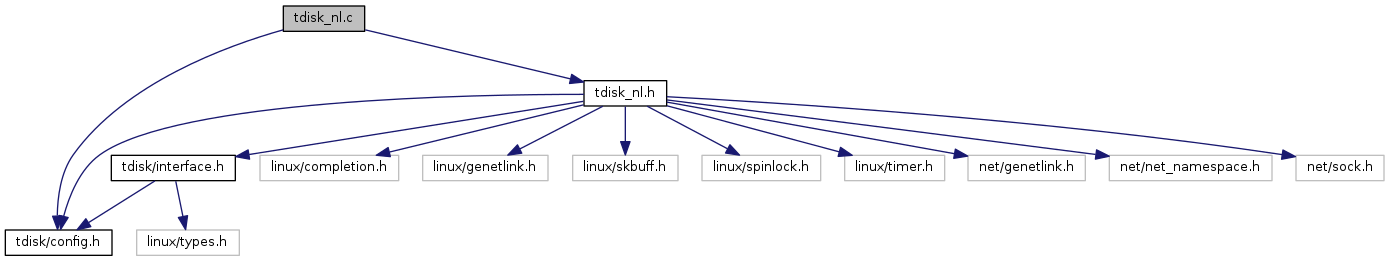 tdisk_nl.c
tdisk_nl.h
tdisk/interface.h
linux/completion.h
linux/genetlink.h
linux/skbuff.h
linux/spinlock.h
linux/timer.h
net/genetlink.h
net/net_namespace.h
net/sock.h
tdisk/config.h
linux/types.h